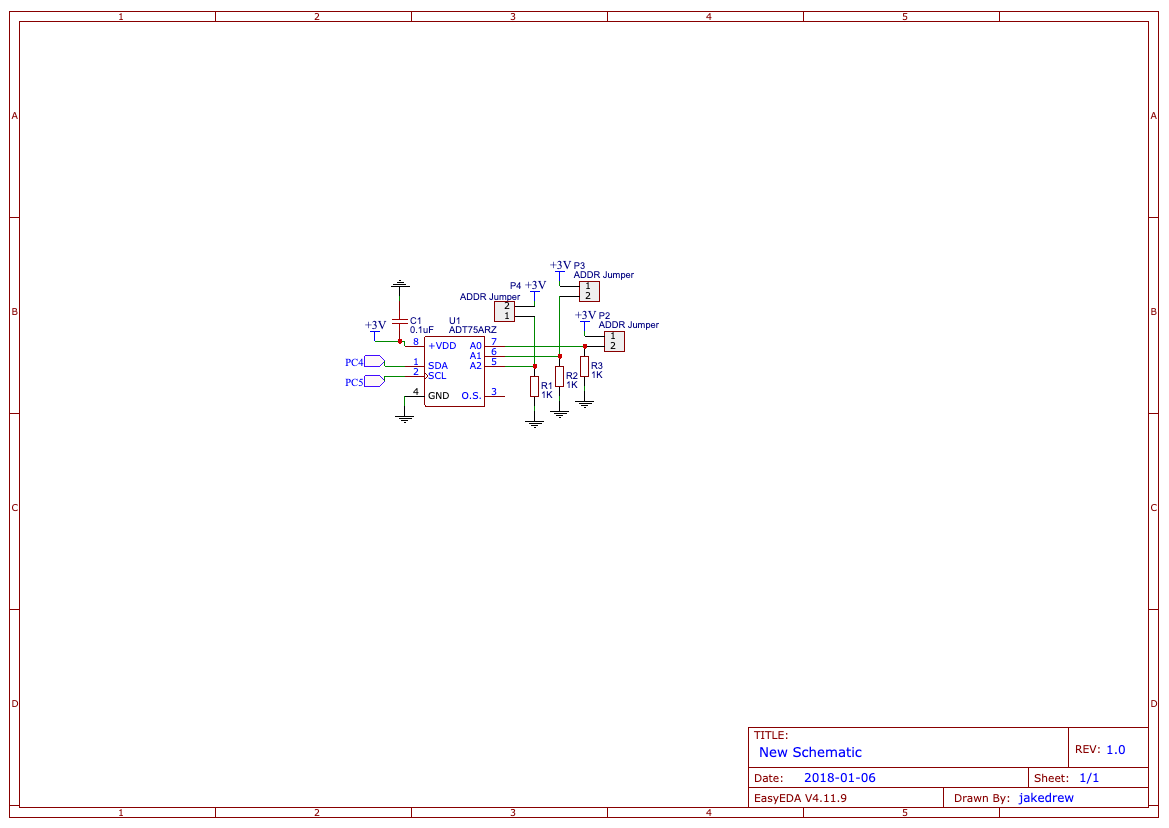 1 2 3 4 5
A A
+3V P3
ADDR Jumper
P4 +3V
1
2
ADDR Jumper
2
1
B B
+3V P2
ADDR Jumper
+3V
C1
0.1uF
U1
ADT75ARZ
1
2
8 +VDD A0 7
A1 6
PC4 1 SDA A2 5
PC5 2 SCL
R3
1K
R2
1K
R1
1K
4 GND O.S. 3
C C
D D
TITLE:
New Schematic
REV: 1.0
Date: 2018-01-06
Sheet: 1/1
EasyEDA V4.11.9
Drawn By: jakedrew
1 2 3 4 5